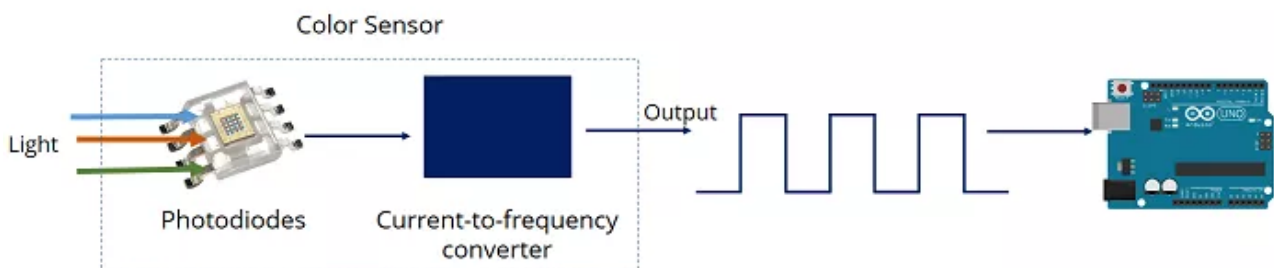 Color Sensor
Light
Output
Photodiodes
Current-to-frequency
converter
UNO